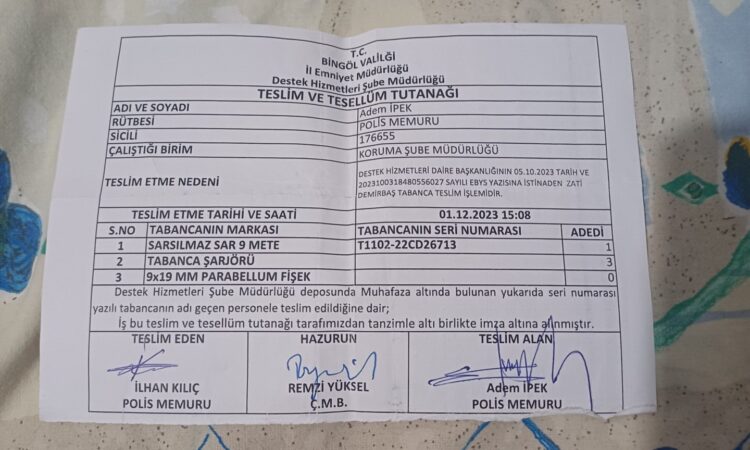 T.C.
BİNGÖL VALİLĞİ
İl Emniyet Müdürlüğü
Destek Hizmetleri Şube Müdürlüğü
TESLİM VE TESELLÜM TUTANAĞI
ADI VE SOYADI Adem İPEK
RÜTBESİ POLİS MEMURU
SİCİLİ 176655
ÇALIŞTIĞI BİRİM KORUMA ŞUBE MÜDÜRLÜĞÜ
TESLİM ETME NEDENİ
DESTEK HİZMETLERİ DAİRE BAŞKANLIĞININ 05.10.2023 TARİH VE
2023100318480556027 SAYILI EBYS YAZISINA İSTİNADEN ZATİ
DEMİRBAŞ TABANCA TESLİM İŞLEMİDİR.
TESLİM ETME TARİHİ VE SAATİ 01.12.2023 15:08
S.NO TABANCANIN MARKASI TABANCANIN SERİ NUMARASI ADEDİ
1 SARSILMAZ SAR 9 METE T1102-22CD26713 1
2 TABANCA ŞARJÖRÜ 3
3 9x19 MM PARABELLUM FİŞEK 0
Destek Hizmetleri Şube Müdürlüğü deposunda Muhafaza altında bulunan yukarıda seri numarası
yazılı tabancanın adı geçen personele teslim edildiğine dair;
İş bu teslim ve tesellüm tutanağı tarafımızdan tanzimle altı birlikte imza altına alınmıştır.
TESLİM EDEN HAZURUN TESLİM ALAN
İLHAN KILIÇ REMZİ YÜKSEL Adem İPEK
POLİS MEMURU Ç.M.B. POLİS MEMURU